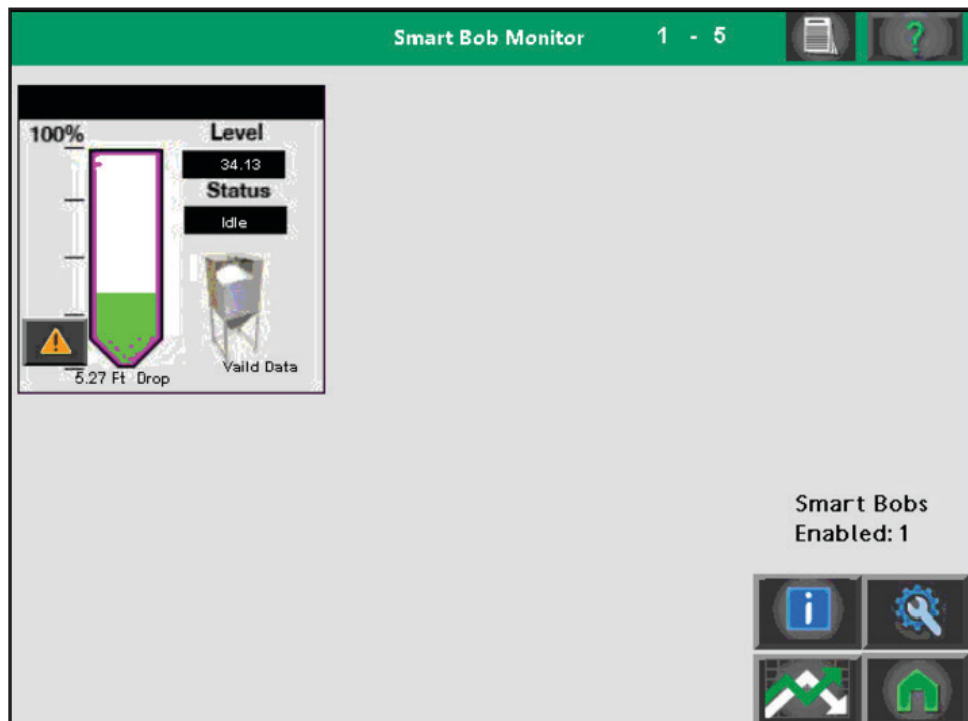 Smart Bob Monitor 1 - 5
?
100%
Level
34.13
Status
Idle
!
Vaild Data
5.27 Ft Drop
Smart Bobs
Enabled: 1
i